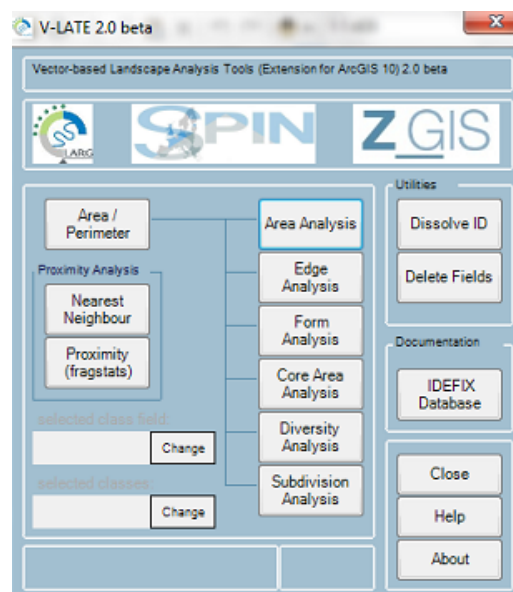 V-LATE 2.0 beta
Vector-based Landscape Analysis Tools (Extension for ArcGIS 10) 2.0 beta
LARG
SPIN
Z_GIS
Utilities
Area /
Perimeter
Area Analysis
Dissolve ID
Proximity Analysis
Edge
Analysis
Delete Fields
Nearest
Neighbour
Form
Analysis
Documentation
Proximity
(fragstats)
Core Area
Analysis
IDEFIX
Database
selected class field:
Change
Diversity
Analysis
selected classes:
Change
Subdivision
Analysis
Close
Help
About